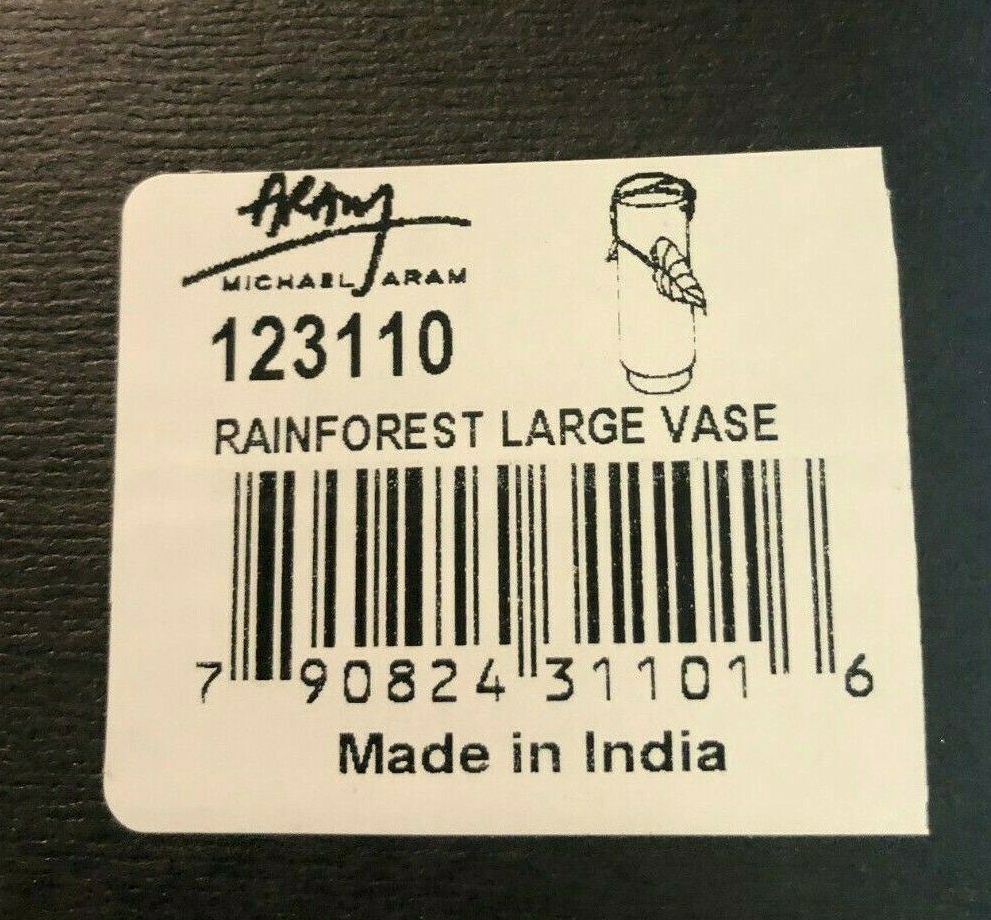 ARAM
MICHAEL ARAM
123110
RAINFOREST LARGE VASE
7 90824 31101 6
Made in India